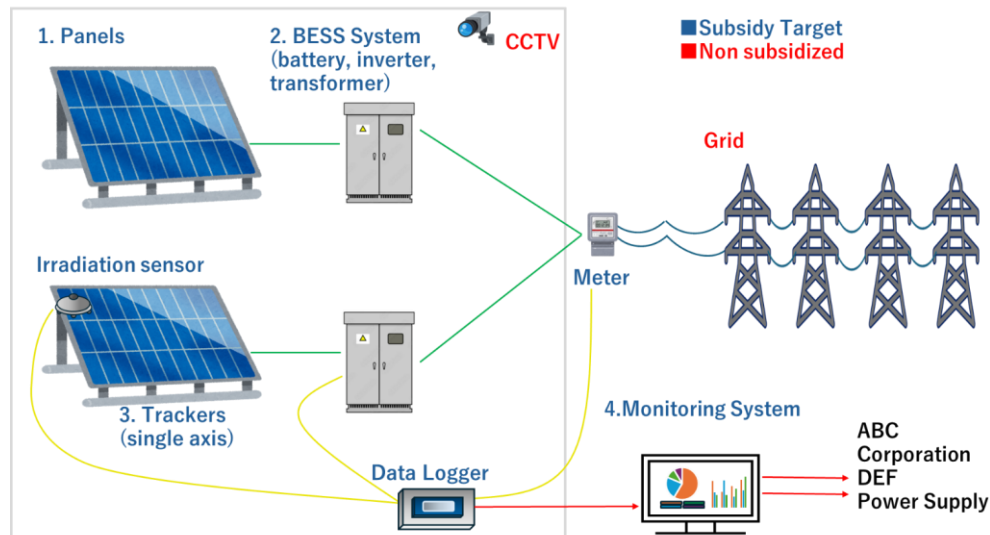 1. Panels
2. BESS System
(battery, inverter,
transformer)
CCTV
Subsidy Target
Non subsidized
Grid
Irradiation sensor
Meter
3. Trackers
(single axis)
4.Monitoring System
Data Logger
ABC
Corporation
DEF
Power Supply